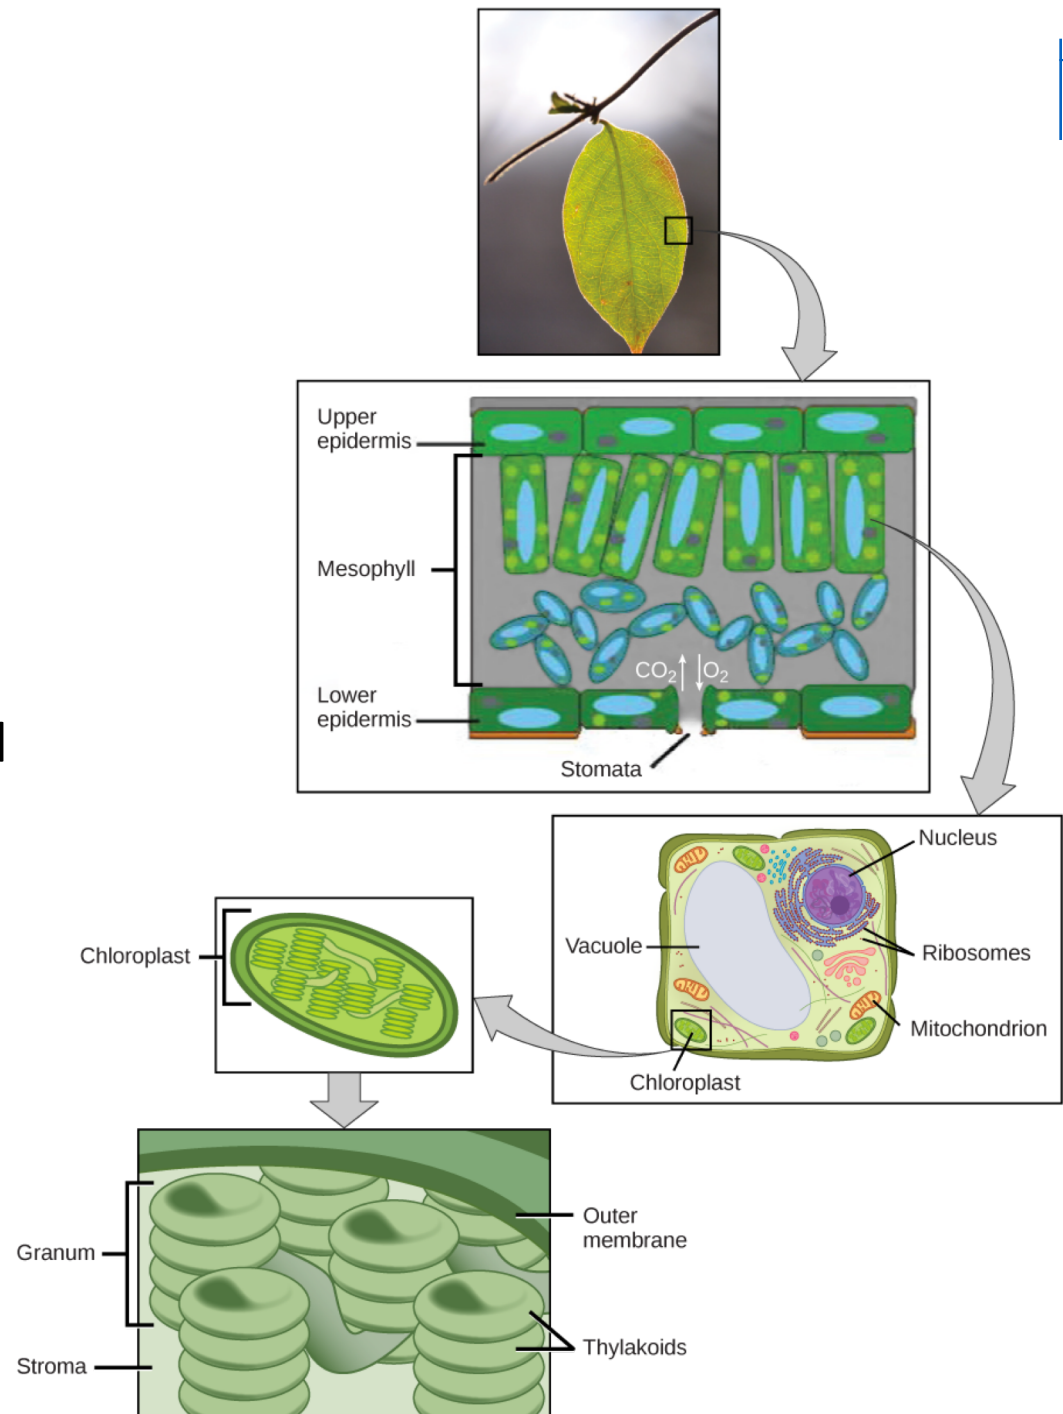 Upper
epidermis
Mesophyll
CO₂ O₂
Lower
epidermis
Stomata
Nucleus
Vacuole
Ribosomes
Mitochondrion
Chloroplast
Chloroplast
Granum
Outer
membrane
Thylakoids
Stroma